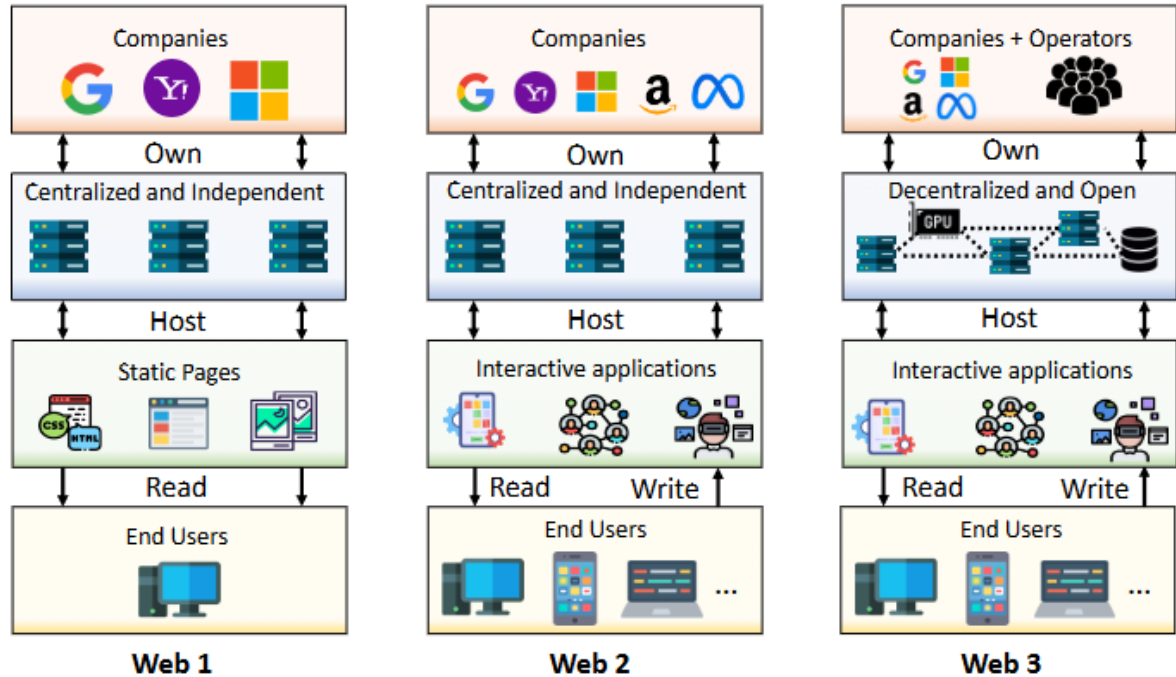 Companies
Y!
Own
Centralized and Independent
Host
Static Pages
CSS
HTML
Read
End Users
Web 1
Companies
Y!
a
Own
Centralized and Independent
Host
Interactive applications
Read
Write
End Users
...
Web 2
Companies + Operators
G
a
Own
Decentralized and Open
GPU
Host
Interactive applications
Read
Write
End Users
...
Web 3